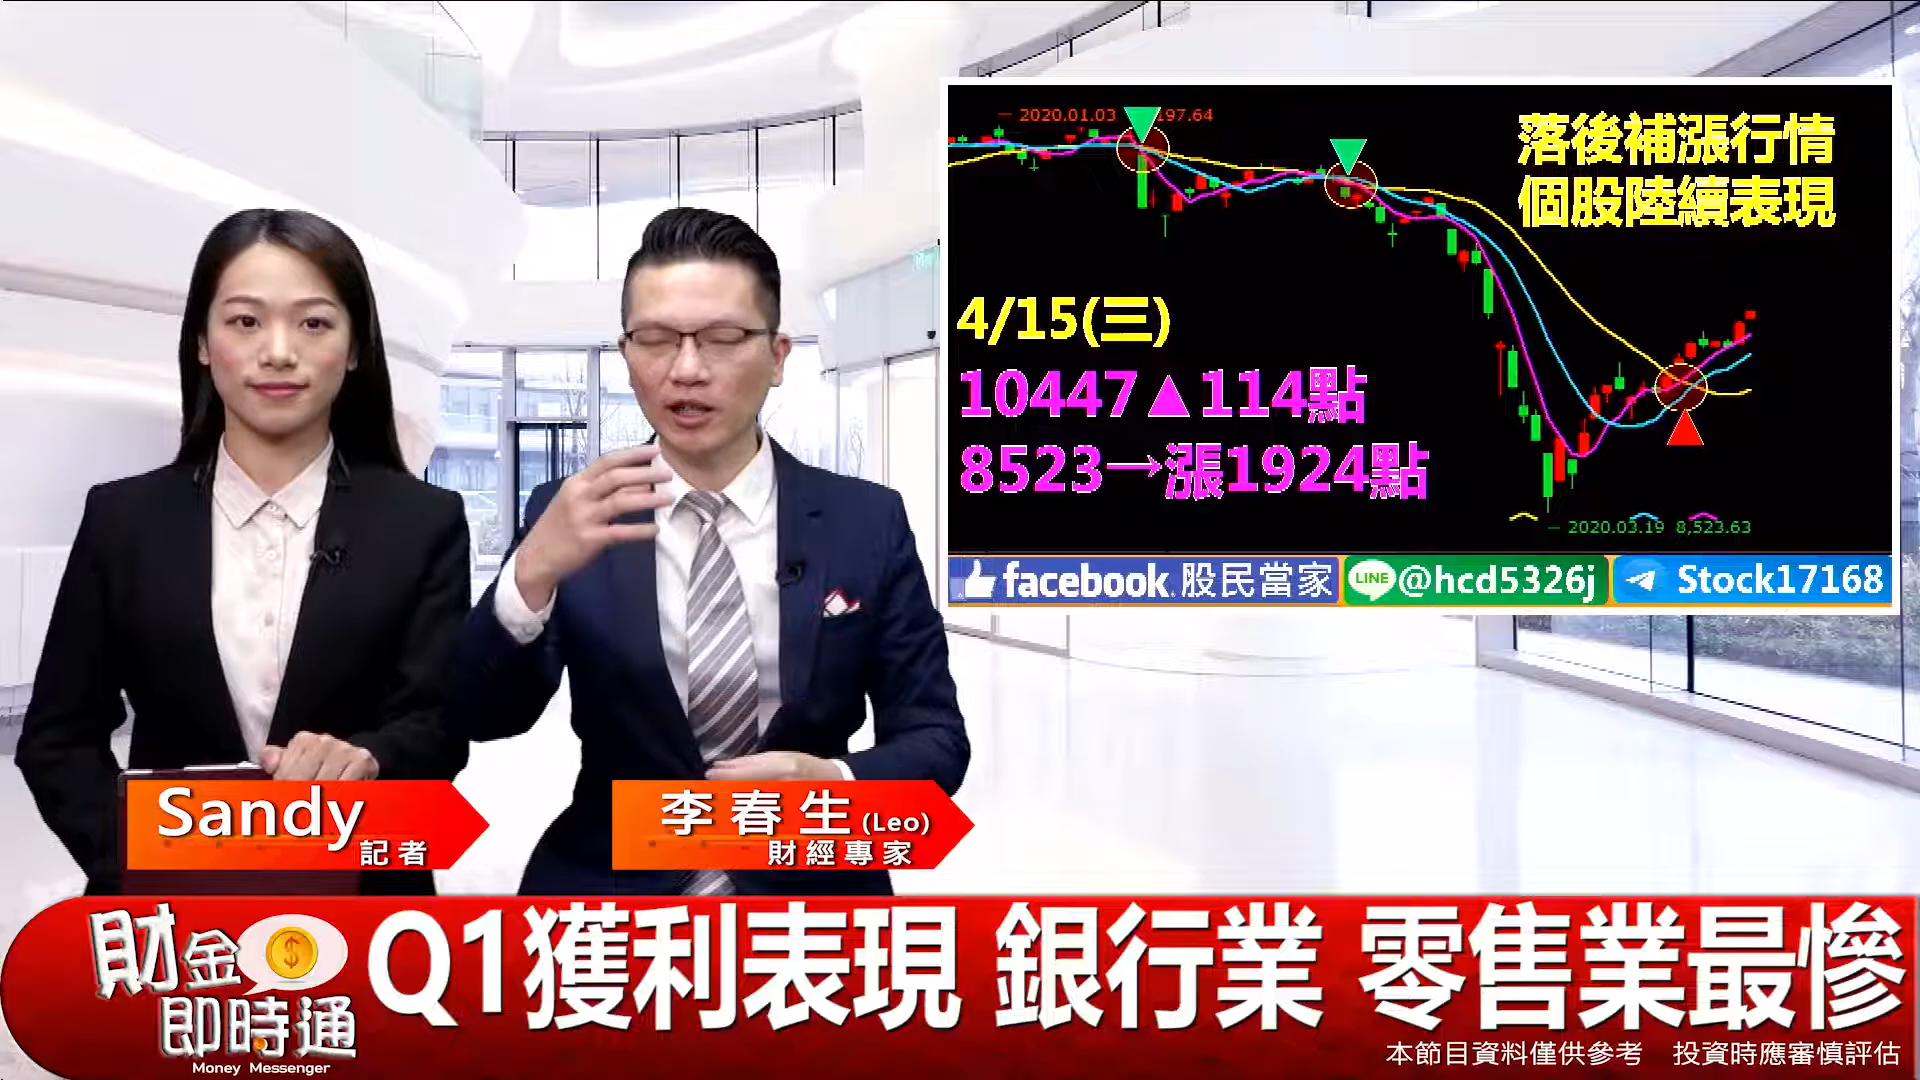 — 2020.01.03
197.64
落後補漲行情
個股陸續表現
4/15(三)
10447▲114點
8523→漲1924點
— 2020.03.19 8,523.63
facebook. 股民當家
LINE @hcd5326j
Stock17168
Sandy
記者
李春生 (Leo)
財經專家
財金即時通
Money Messenger
Q1獲利表現 銀行業 零售業最慘
本節目資料僅供參考 投資時應審慎評估